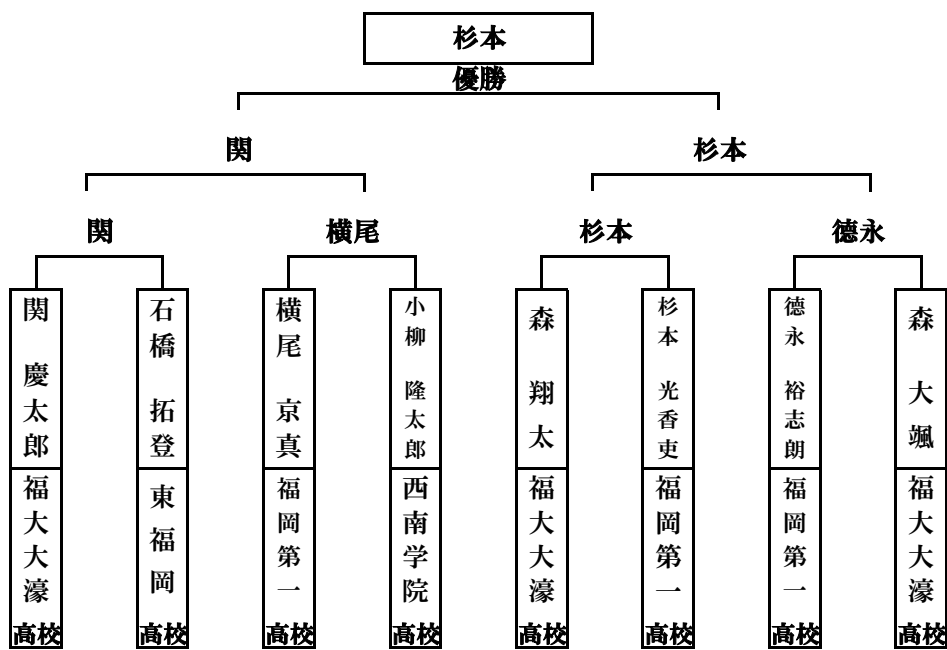 杉本
優勝
関
杉本
関
横尾
杉本
德永
関 慶太郎
福大大濠
高校
石橋 拓登
東福岡
高校
横尾 京真
福岡第一
高校
小柳 隆太郎
西南学院
高校
森 翔太
福大大濠
高校
杉本 光香吏
福岡第一
高校
德永 裕志朗
福岡第一
高校
森 大颯
福大大濠
高校